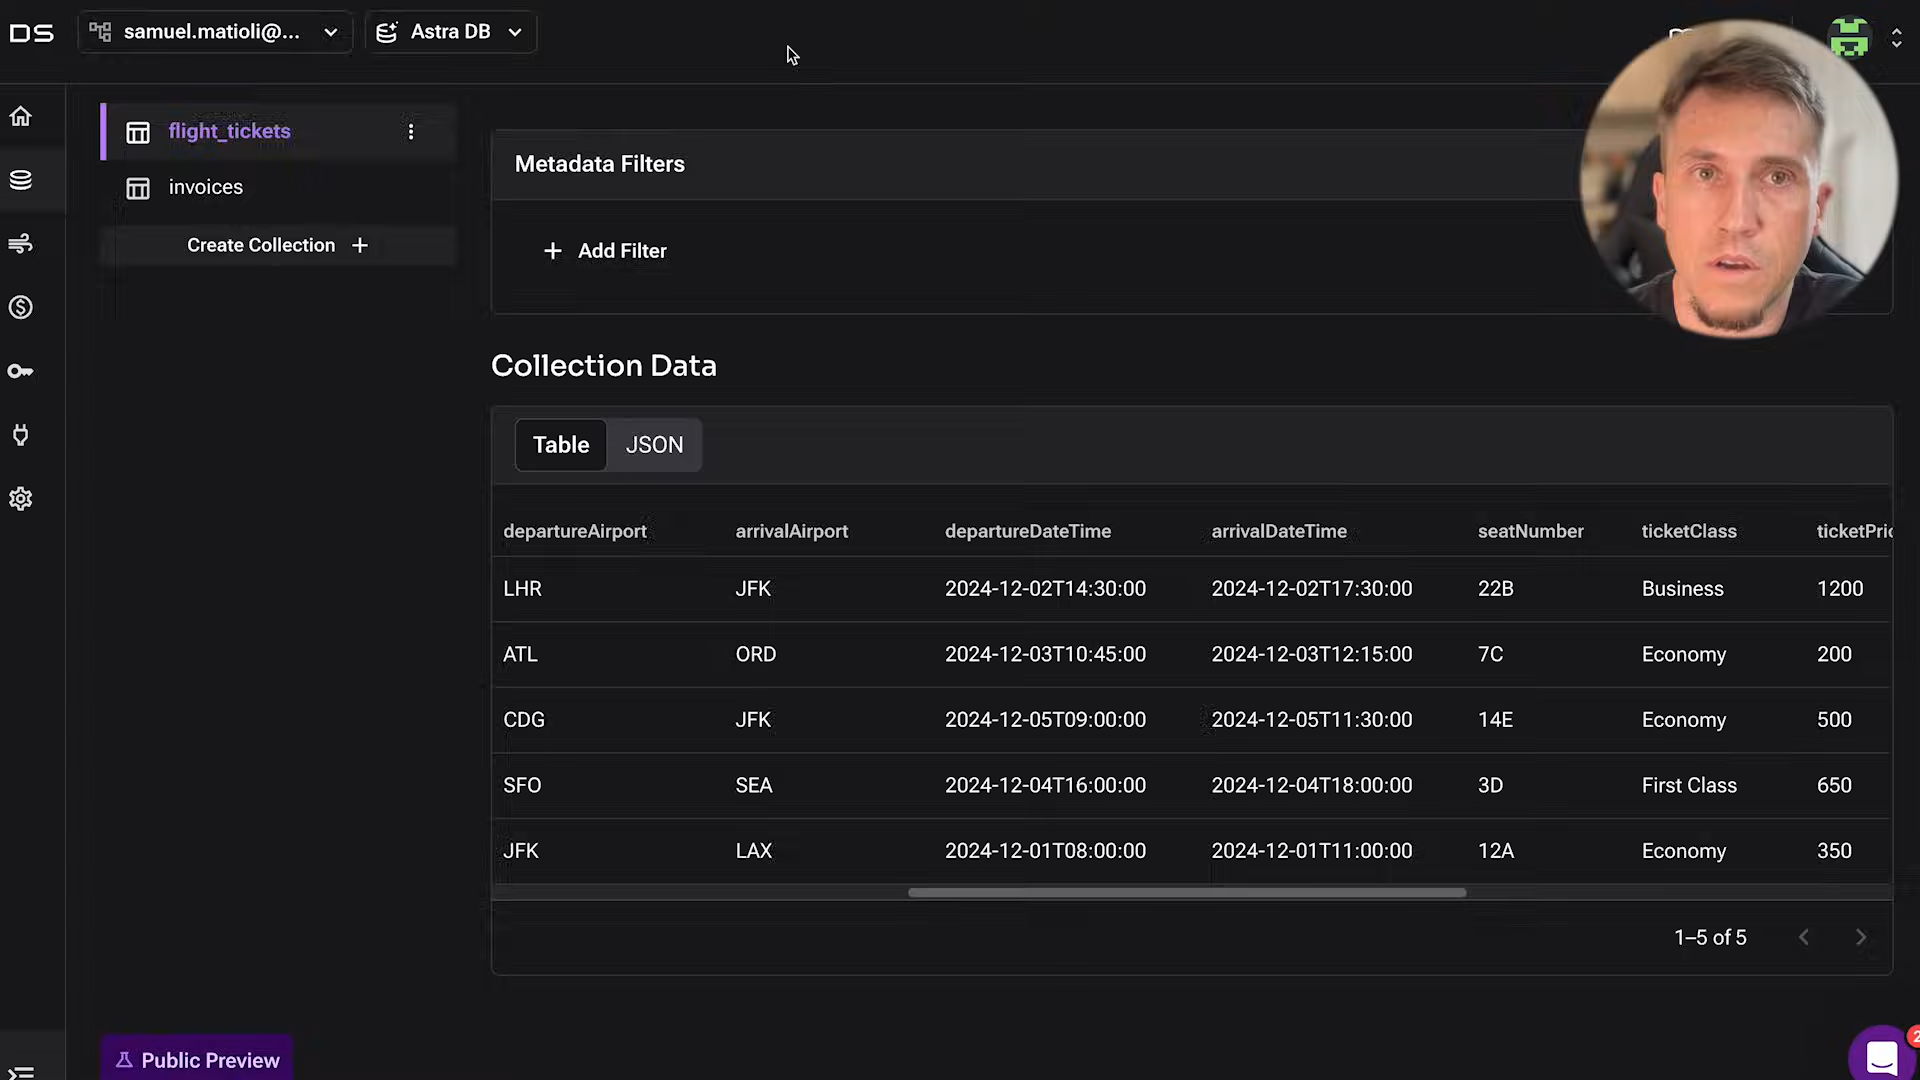 DS samuel.matioli@... Astra DB
flight_tickets
invoices
Create Collection +
Metadata Filters
+ Add Filter
Collection Data
Table JSON
departureAirport arrivalAirport departureDateTime arrivalDateTime seatNumber ticketClass ticketPric
LHR JFK 2024-12-02T14:30:00 2024-12-02T17:30:00 22B Business 1200
ATL ORD 2024-12-03T10:45:00 2024-12-03T12:15:00 7C Economy 200
CDG JFK 2024-12-05T09:00:00 2024-12-05T11:30:00 14E Economy 500
SFO SEA 2024-12-04T16:00:00 2024-12-04T18:00:00 3D First Class 650
JFK LAX 2024-12-01T08:00:00 2024-12-01T11:00:00 12A Economy 350
1–5 of 5
Public Preview
2